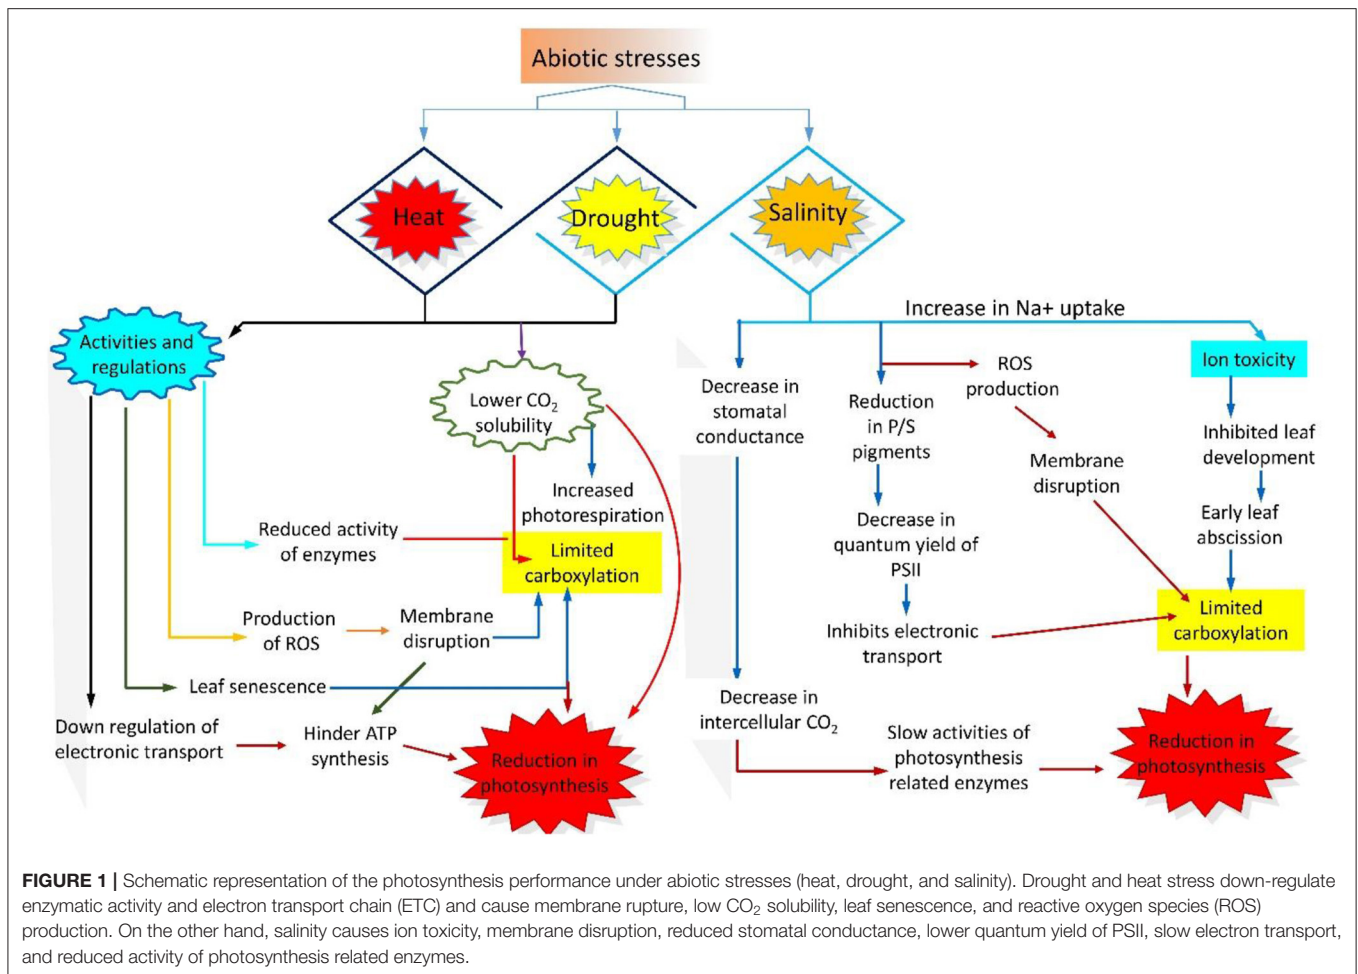 Abiotic stresses
Heat
Drought
Salinity
Activities and
regulations
Lower CO₂
solubility
Increased
photorespiration
Reduced activity
of enzymes
Limited
carboxylation
Production
of ROS
Membrane
disruption
Leaf senescence
Down regulation of
electronic transport
Hinder ATP
synthesis
Reduction in
photosynthesis
Increase in Na+ uptake
Decrease in
stomatal
conductance
Reduction
in P/S
pigments
ROS
production
Ion toxicity
Membrane
disruption
Inhibited leaf
development
Decrease in
quantum yield of
PSII
Early leaf
abscission
Inhibits electronic
transport
Limited
carboxylation
Decrease in
intercellular CO₂
Slow activities of
photosynthesis
related enzymes
Reduction in
photosynthesis
FIGURE 1 | Schematic representation of the photosynthesis performance under abiotic stresses (heat, drought, and salinity). Drought and heat stress down-regulate
enzymatic activity and electron transport chain (ETC) and cause membrane rupture, low CO₂ solubility, leaf senescence, and reactive oxygen species (ROS)
production. On the other hand, salinity causes ion toxicity, membrane disruption, reduced stomatal conductance, lower quantum yield of PSII, slow electron transport,
and reduced activity of photosynthesis related enzymes.